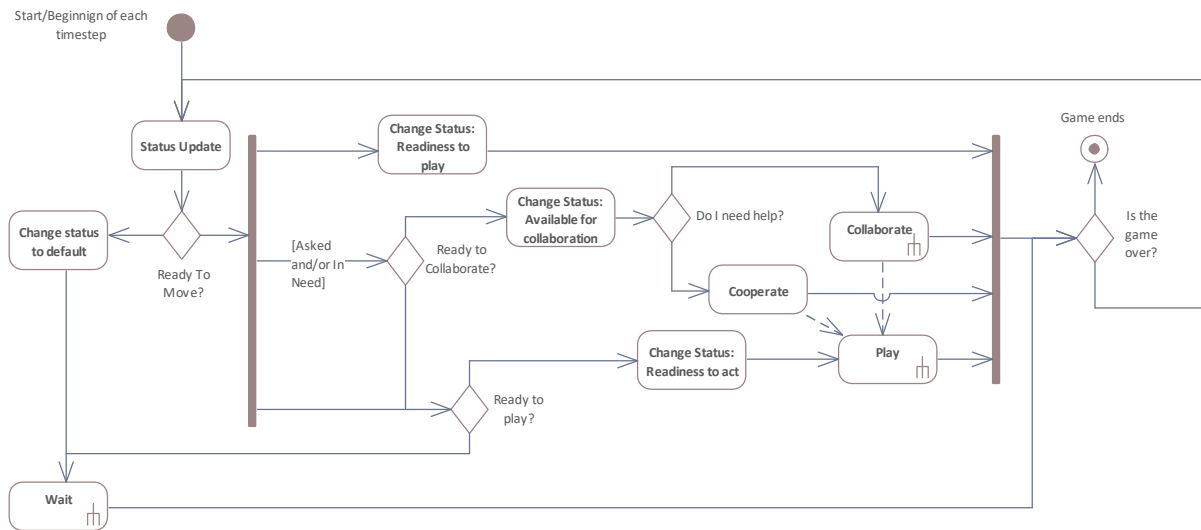 Start/Beginnign of each
timestep
Game ends
Change Status:
Readiness to
play
Status Update
Change Status:
Available for
collaboration
Do I need help?
Change status
to default
[Asked
and/or In
Need]
Ready to
Collaborate?
Collaborate
Is the
game
over?
Ready To
Move?
Cooperate
Change Status:
Readiness to act
Play
Ready to
play?
Wait